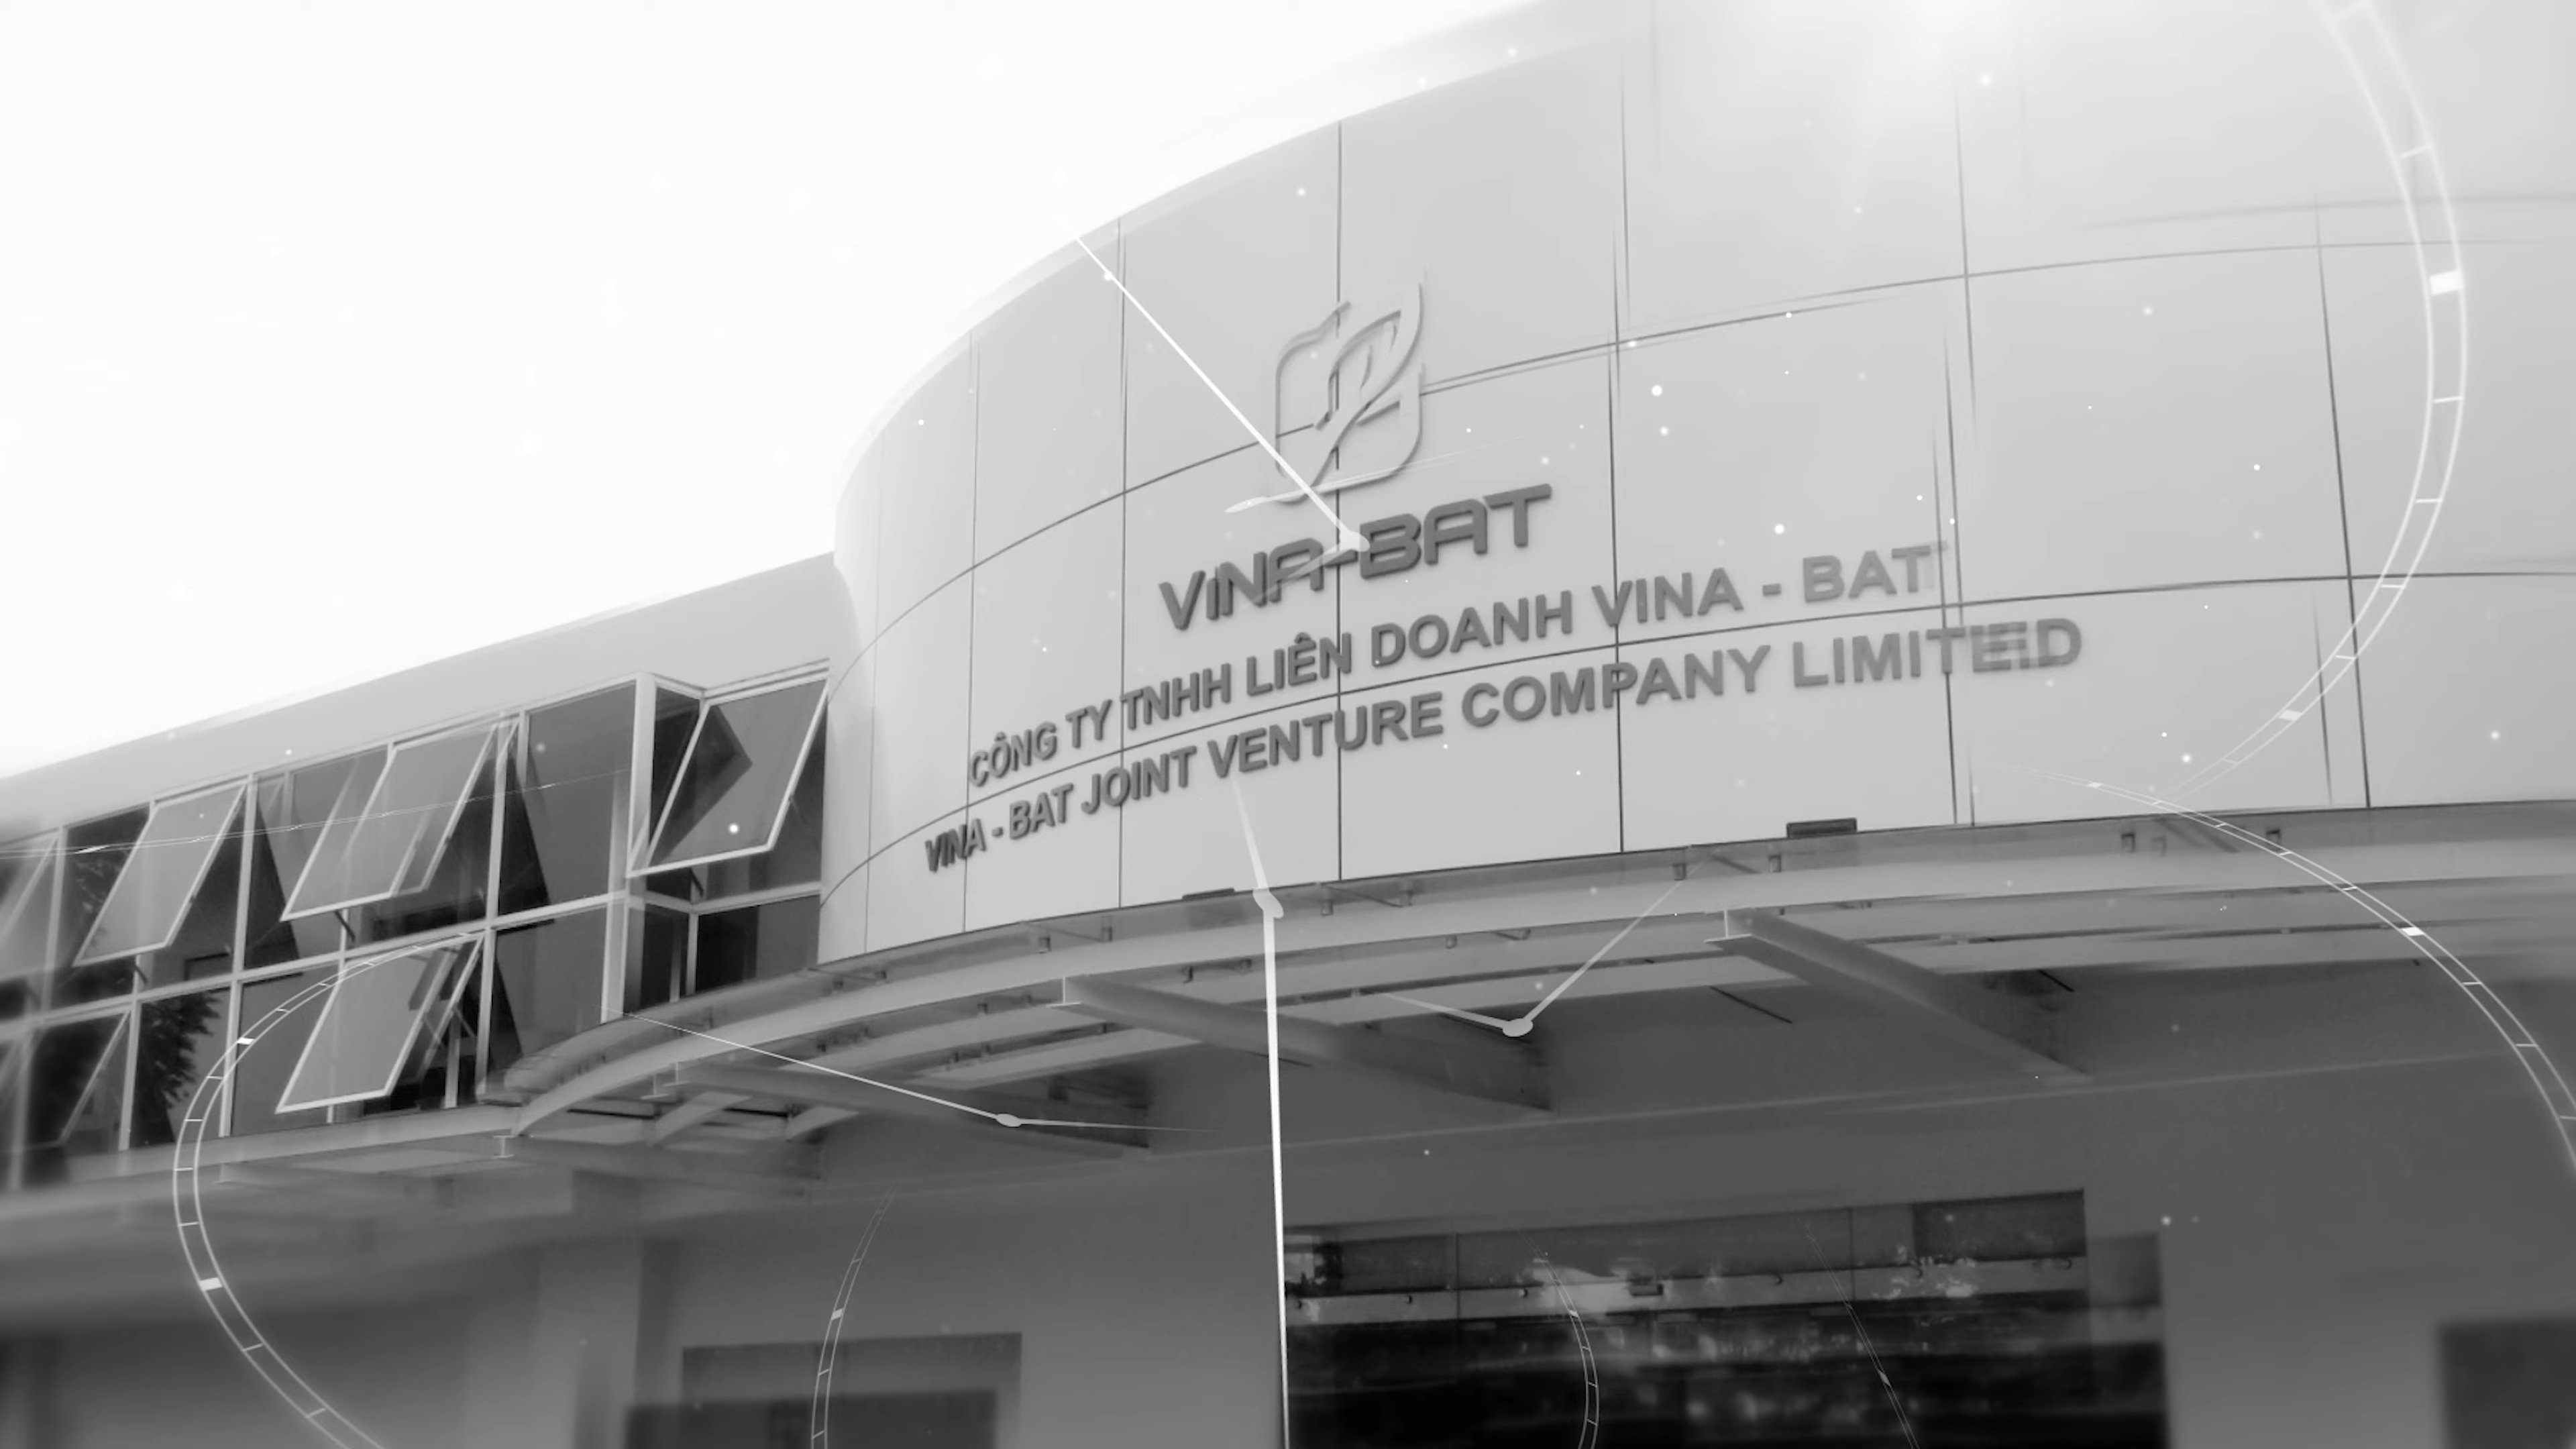 VINA-BAT
CÔNG TY TNHH LIÊN DOANH VINA - BAT
VINA - BAT JOINT VENTURE COMPANY LIMITED